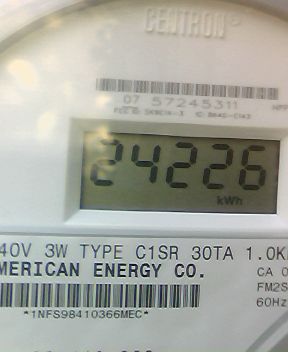 CENTRON®
07 57245311
24226
kWh
40V 3W TYPE C1SR 30TA 1.0K
MERICAN ENERGY CO.
CA 0
FM2S
60Hz
*1NFS98410366MEC*